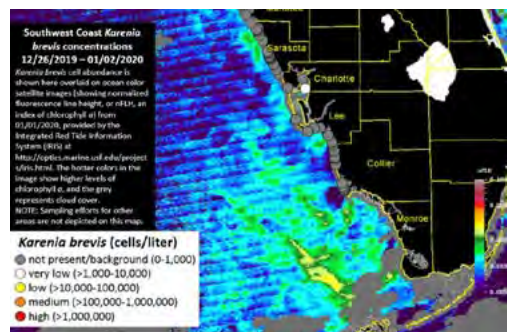 Southwest Coast Karenia
brevis concentrations
12/26/2019 – 01/02/2020
Karenia brevis cell abundance is
shown here overlaid on ocean color
satellite images (showing normalized
fluorescence line height, or nFLH, an
index of chlorophyll a) from
01/01/2020, provided by the
Integrated Red Tide Information
System (IRIS) at
http://optics.marine.usf.edu/project
s/iris.html. The hotter colors in the
image show higher levels of
chlorophyll a, and the grey
represents cloud cover.
NOTE: Sampling efforts for other
areas are not depicted on this map.
Sarasota
Charlotte
Lee
Collier
Monroe
Karenia brevis (cells/liter)
not present/background (0-1,000)
very low (>1,000-10,000)
low (>10,000-100,000)
medium (>100,000-1,000,000)
high (>1,000,000)